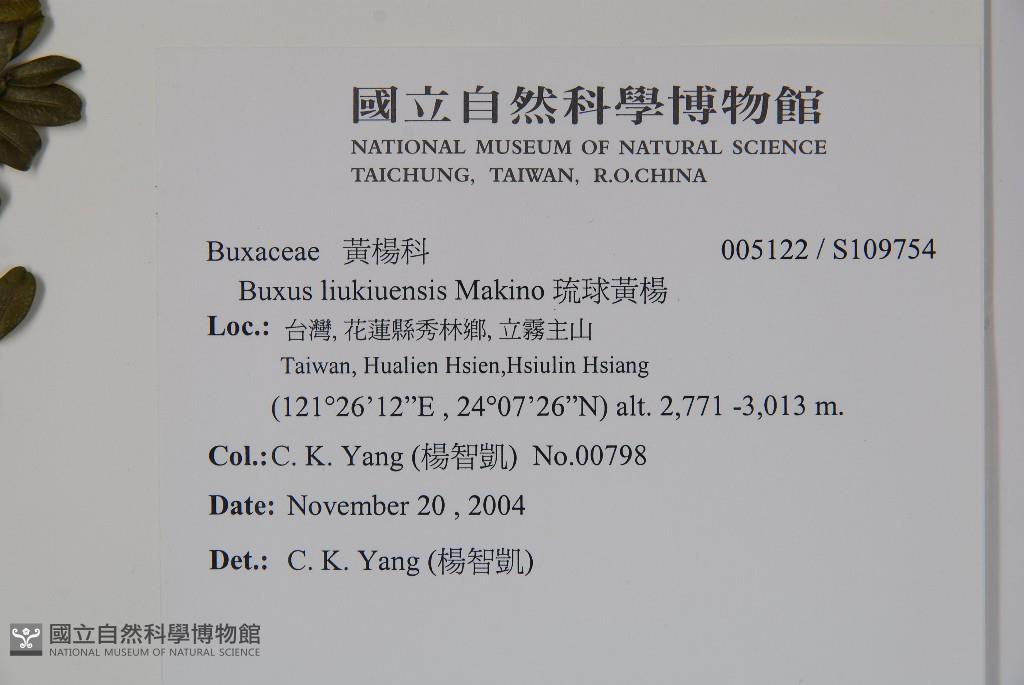 國立自然科學博物館
NATIONAL MUSEUM OF NATURAL SCIENCE
TAICHUNG, TAIWAN, R.O.CHINA
Buxaceae 黃楊科 005122 / S109754
Buxus liukiuensis Makino 琉球黃楊
Loc.: 台灣, 花蓮縣秀林鄉, 立霧主山
Taiwan, Hualien Hsien,Hsiulin Hsiang
(121°26’12”E , 24°07’26”N) alt. 2,771 -3,013 m.
Col.: C. K. Yang (楊智凱) No.00798
Date: November 20 , 2004
Det.: C. K. Yang (楊智凱)
國立自然科學博物館
NATIONAL MUSEUM OF NATURAL SCIENCE